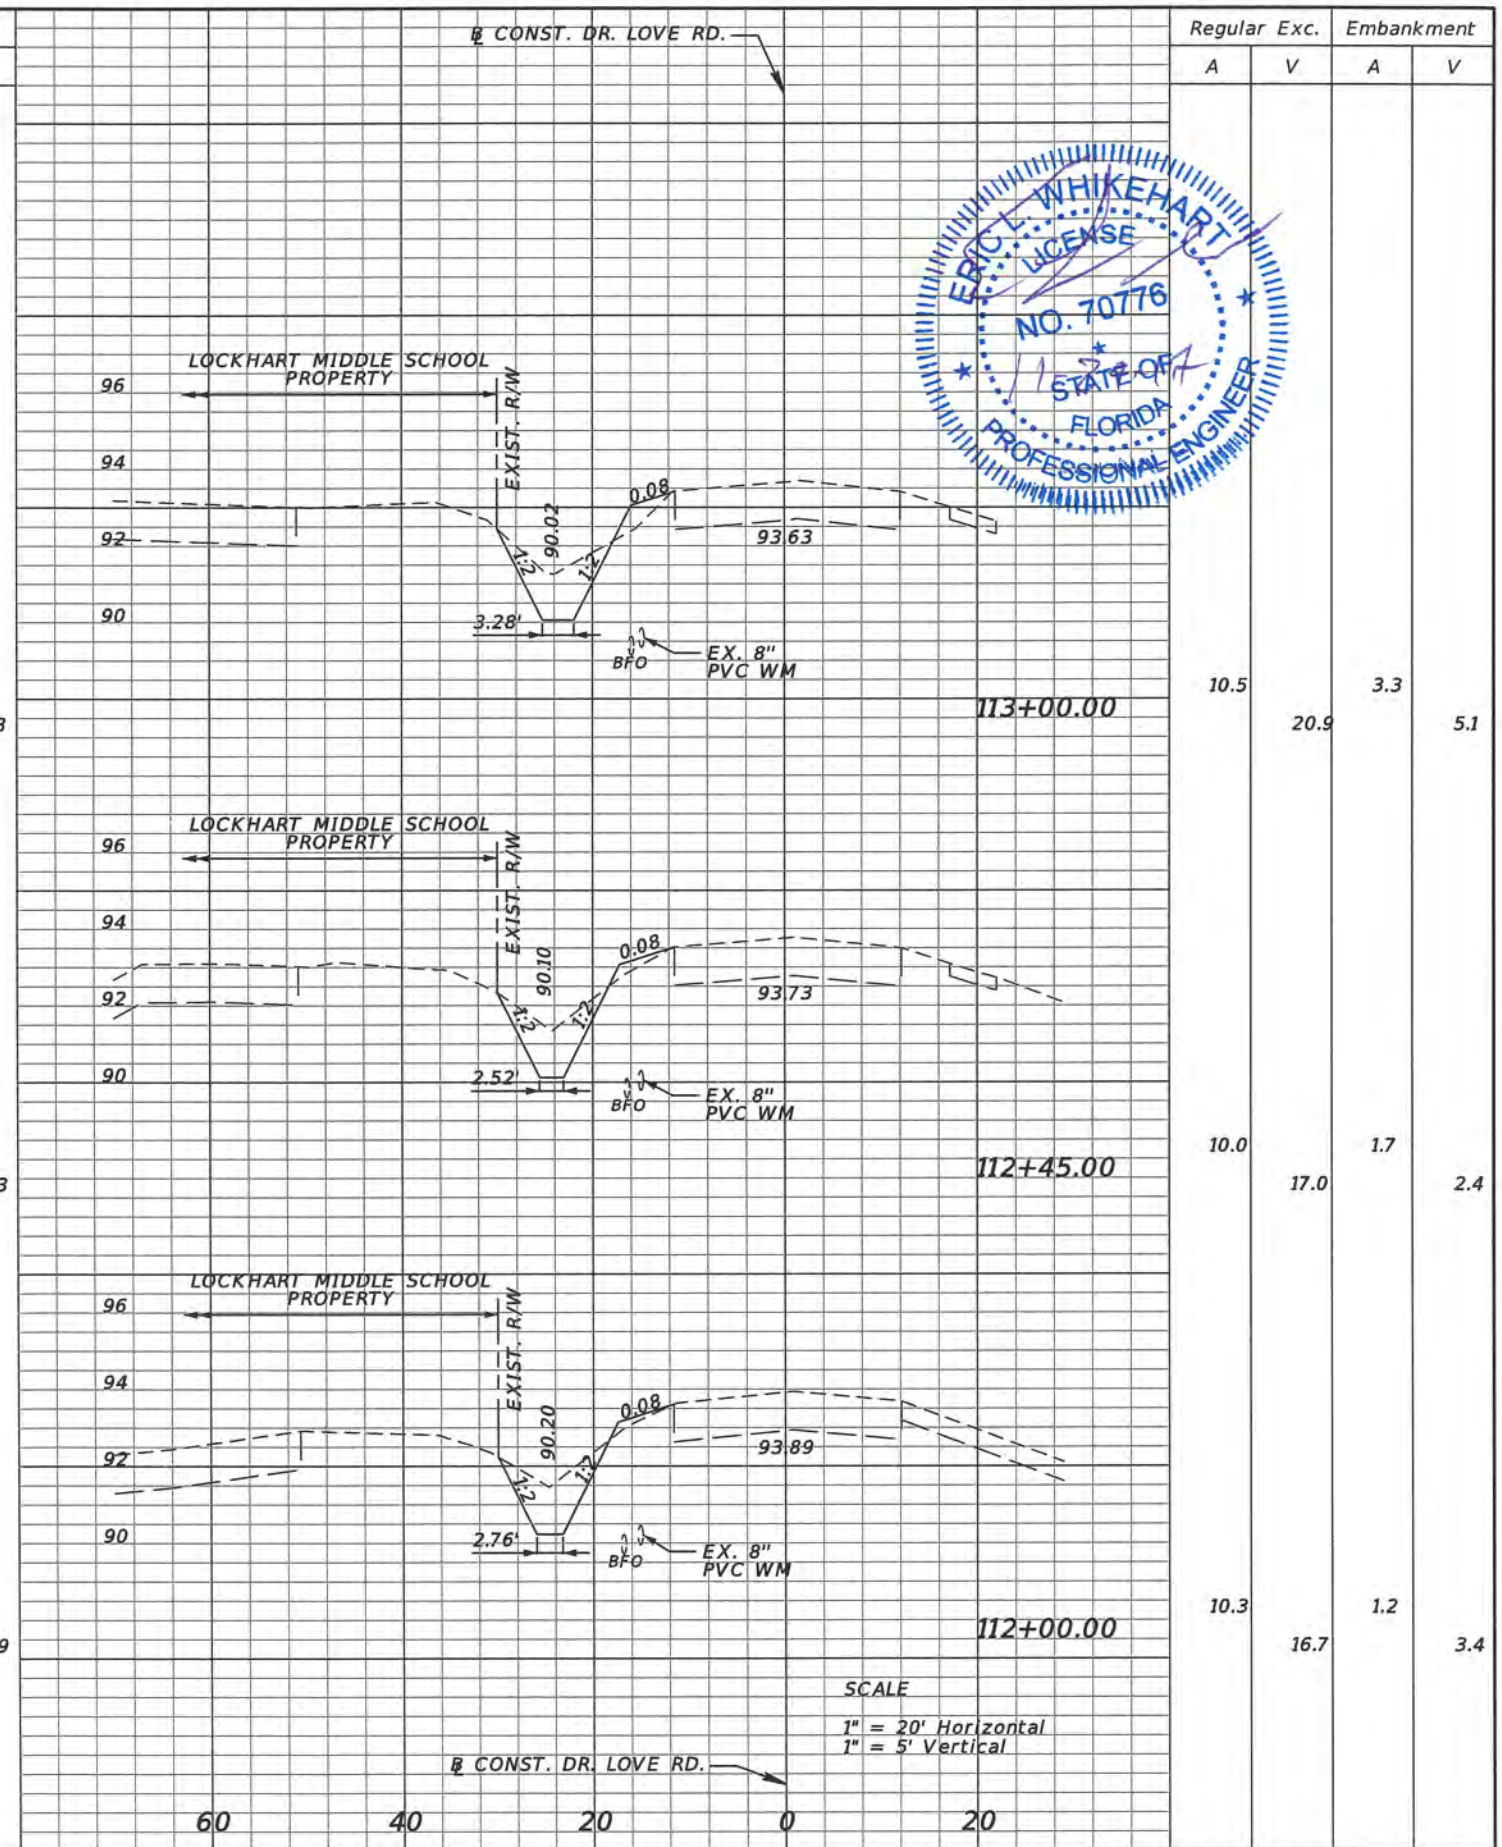 ℄ CONST. DR. LOVE RD.
Regular Exc. Embankment
A V A V
ERIC L. WHIKEHART
LICENSE
NO. 70776
STATE OF
FLORIDA
PROFESSIONAL ENGINEER
LOCKHART MIDDLE SCHOOL
PROPERTY
EXIST. R/W
96
94
92
90
90.02
0.08
1:2
1:2
93.63
3.28'
BFO
EX. 8"
PVC WM
113+00.00
10.5 3.3
3
20.9 5.1
LOCKHART MIDDLE SCHOOL
PROPERTY
EXIST. R/W
96
94
92
90
90.10
0.08
1:2
1:2
93.73
2.52'
BFO
EX. 8"
PVC WM
112+45.00
10.0 1.7
3
17.0 2.4
LOCKHART MIDDLE SCHOOL
PROPERTY
EXIST. R/W
96
94
92
90
90.20
0.08
1:2
1:2
93.89
2.76'
BFO
EX. 8"
PVC WM
112+00.00
10.3 1.2
9
16.7 3.4
SCALE
1" = 20' Horizontal
1" = 5' Vertical
℄ CONST. DR. LOVE RD.
60 40 20 0 20